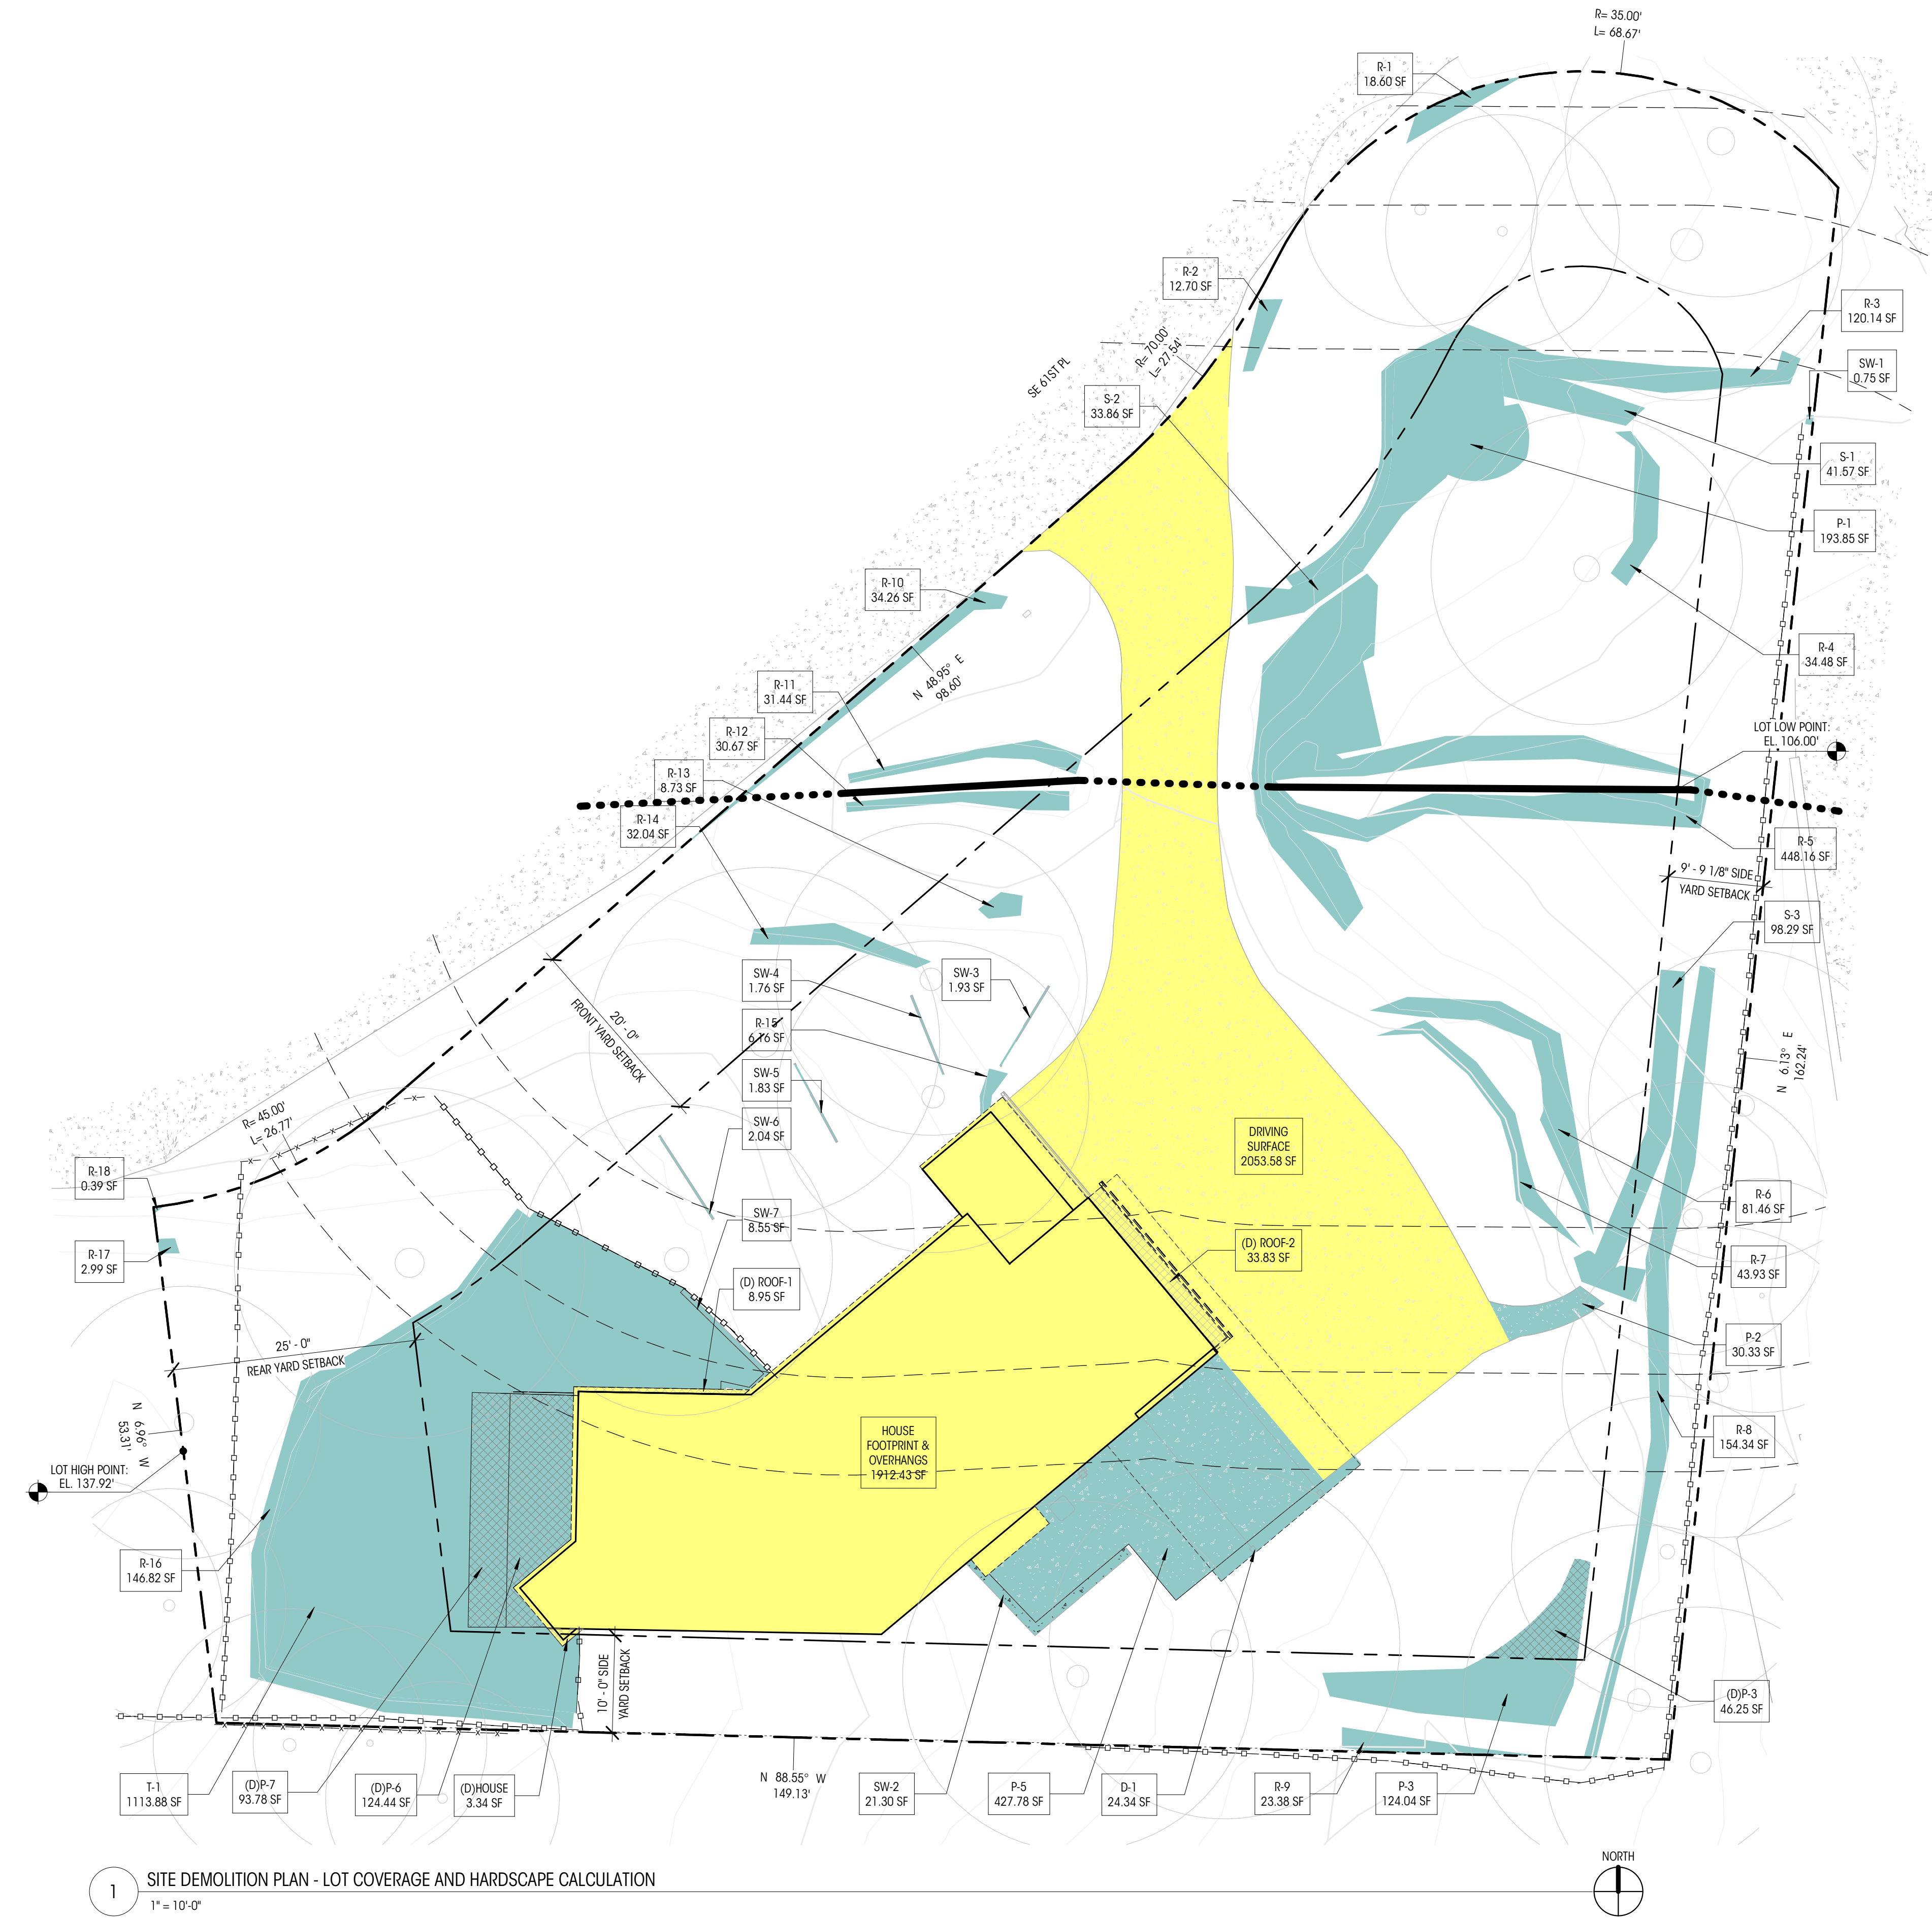 R= 35.00'
L= 68.67'
R-1
18.60 SF
R-2
12.70 SF
R-3
120.14 SF
R= 70.00'
L= 27.54'
SE 61ST PL
SW-1
0.75 SF
S-2
33.86 SF
S-1
41.57 SF
P-1
193.85 SF
R-10
34.26 SF
R-4
34.48 SF
N 48.95° E
98.60'
R-11
31.44 SF
R-12
30.67 SF
LOT LOW POINT:
EL. 106.00'
R-13
8.73 SF
R-14
32.04 SF
R-5
448.16 SF
9' - 9 1/8" SIDE
YARD SETBACK
S-3
98.29 SF
SW-4
1.76 SF
SW-3
1.93 SF
20' - 0"
FRONT YARD SETBACK
R-15
6.16 SF
N 6.13° E
162.24'
SW-5
1.83 SF
R= 45.00'
L= 26.77'
SW-6
2.04 SF
DRIVING
SURFACE
2053.58 SF
R-18
0.39 SF
R-6
81.46 SF
SW-7
8.55 SF
R-17
2.99 SF
(D) ROOF-2
33.83 SF
R-7
43.93 SF
(D) ROOF-1
8.95 SF
25' - 0"
REAR YARD SETBACK
P-2
30.33 SF
N 6.96° W
53.31'
HOUSE
FOOTPRINT &
OVERHANGS
1912.43 SF
R-8
154.34 SF
LOT HIGH POINT:
EL. 137.92'
R-16
146.82 SF
10' - 0" SIDE
YARD SETBACK
(D)P-3
46.25 SF
T-1
1113.88 SF
(D)P-7
93.78 SF
(D)P-6
124.44 SF
(D)HOUSE
3.34 SF
N 88.55° W
149.13'
SW-2
21.30 SF
P-5
427.78 SF
D-1
24.34 SF
R-9
23.38 SF
P-3
124.04 SF
1
SITE DEMOLITION PLAN - LOT COVERAGE AND HARDSCAPE CALCULATION
1" = 10'-0"
NORTH